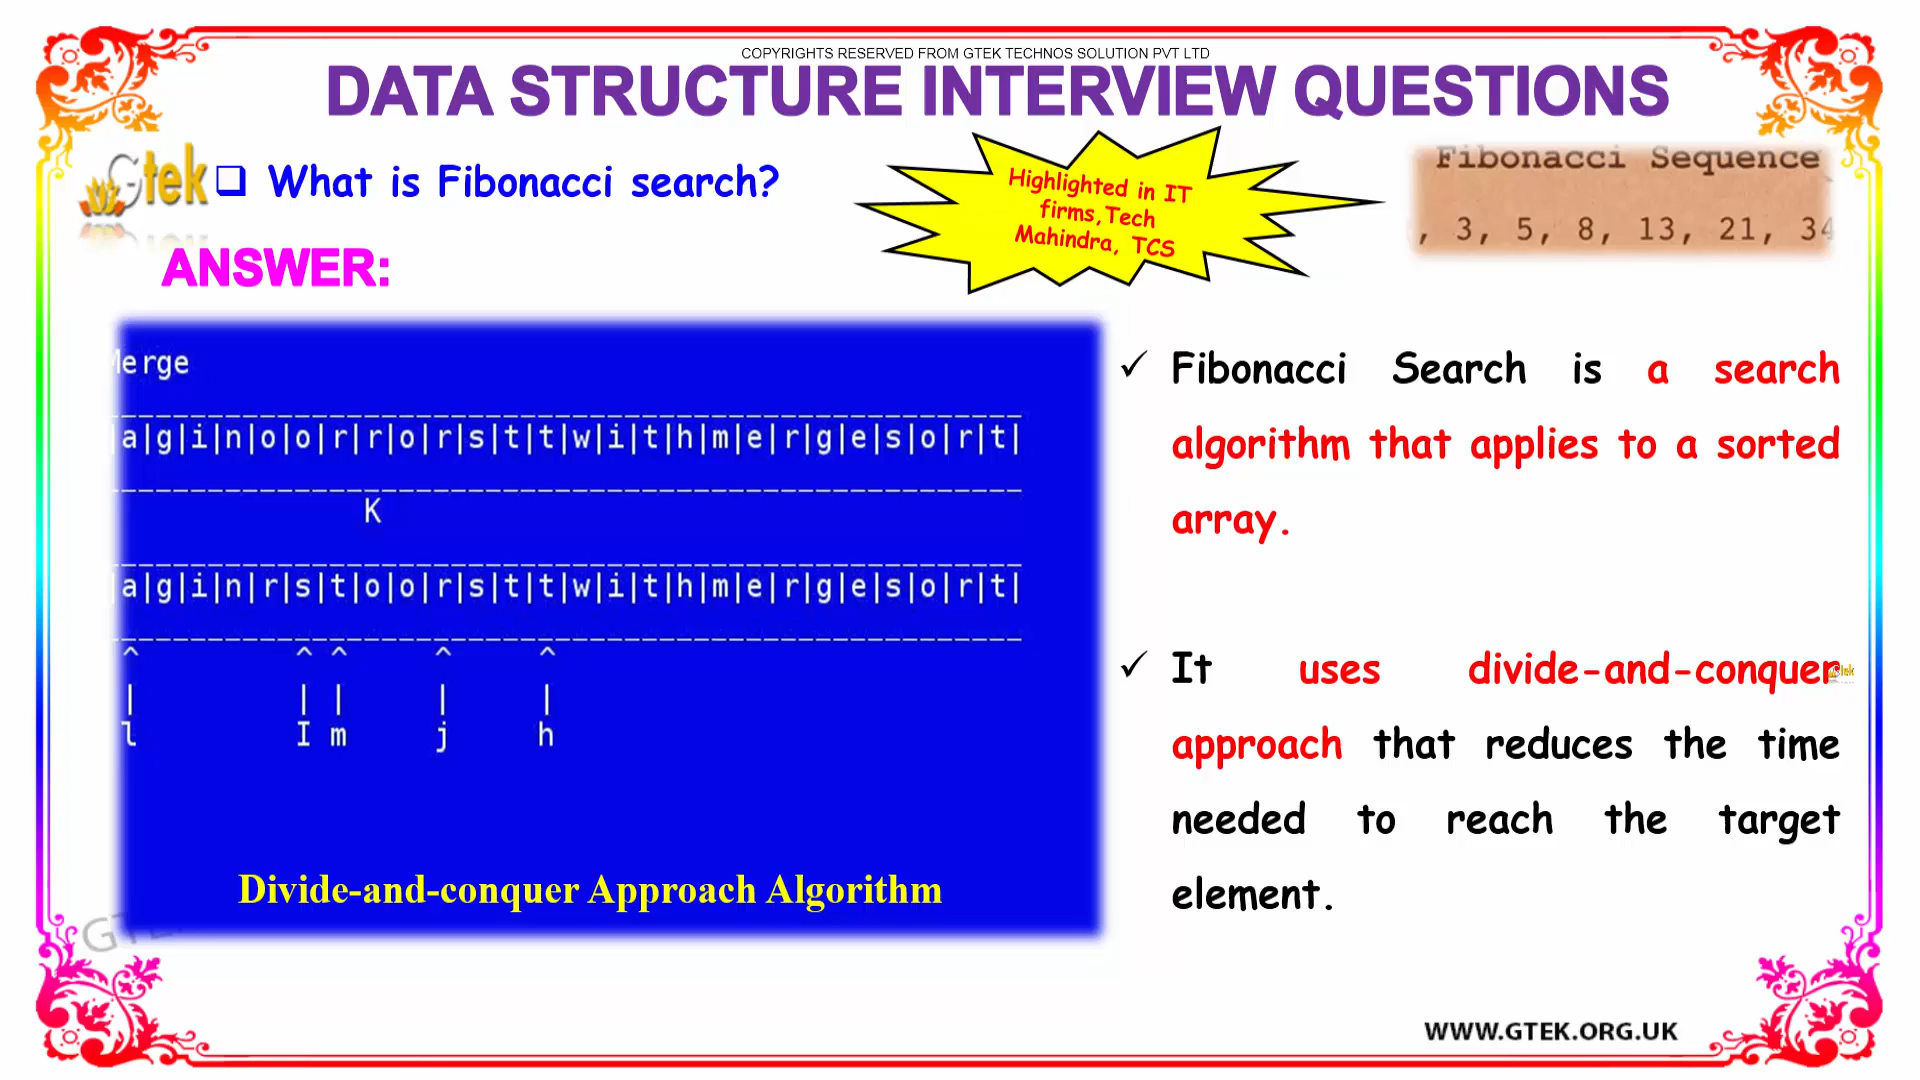 COPYRIGHTS RESERVED FROM GTEK TECHNOS SOLUTION PVT LTD
DATA STRUCTURE INTERVIEW QUESTIONS
Gtek
What is Fibonacci search?
Highlighted in IT
firms,Tech
Mahindra, TCS
Fibonacci Sequence
, 3, 5, 8, 13, 21, 34
ANSWER:
Merge
|a|g|i|n|o|o|r|r|o|r|s|t|t|w|i|t|h|m|e|r|g|e|s|o|r|t|
K
|a|g|i|n|r|s|t|o|o|r|s|t|t|w|i|t|h|m|e|r|g|e|s|o|r|t|
^ ^ ^ ^ ^
| | | | |
l I m j h
Divide-and-conquer Approach Algorithm
✓ Fibonacci Search is a search
algorithm that applies to a sorted
array.
✓ It uses divide-and-conquer
approach that reduces the time
needed to reach the target
element.
WWW.GTEK.ORG.UK